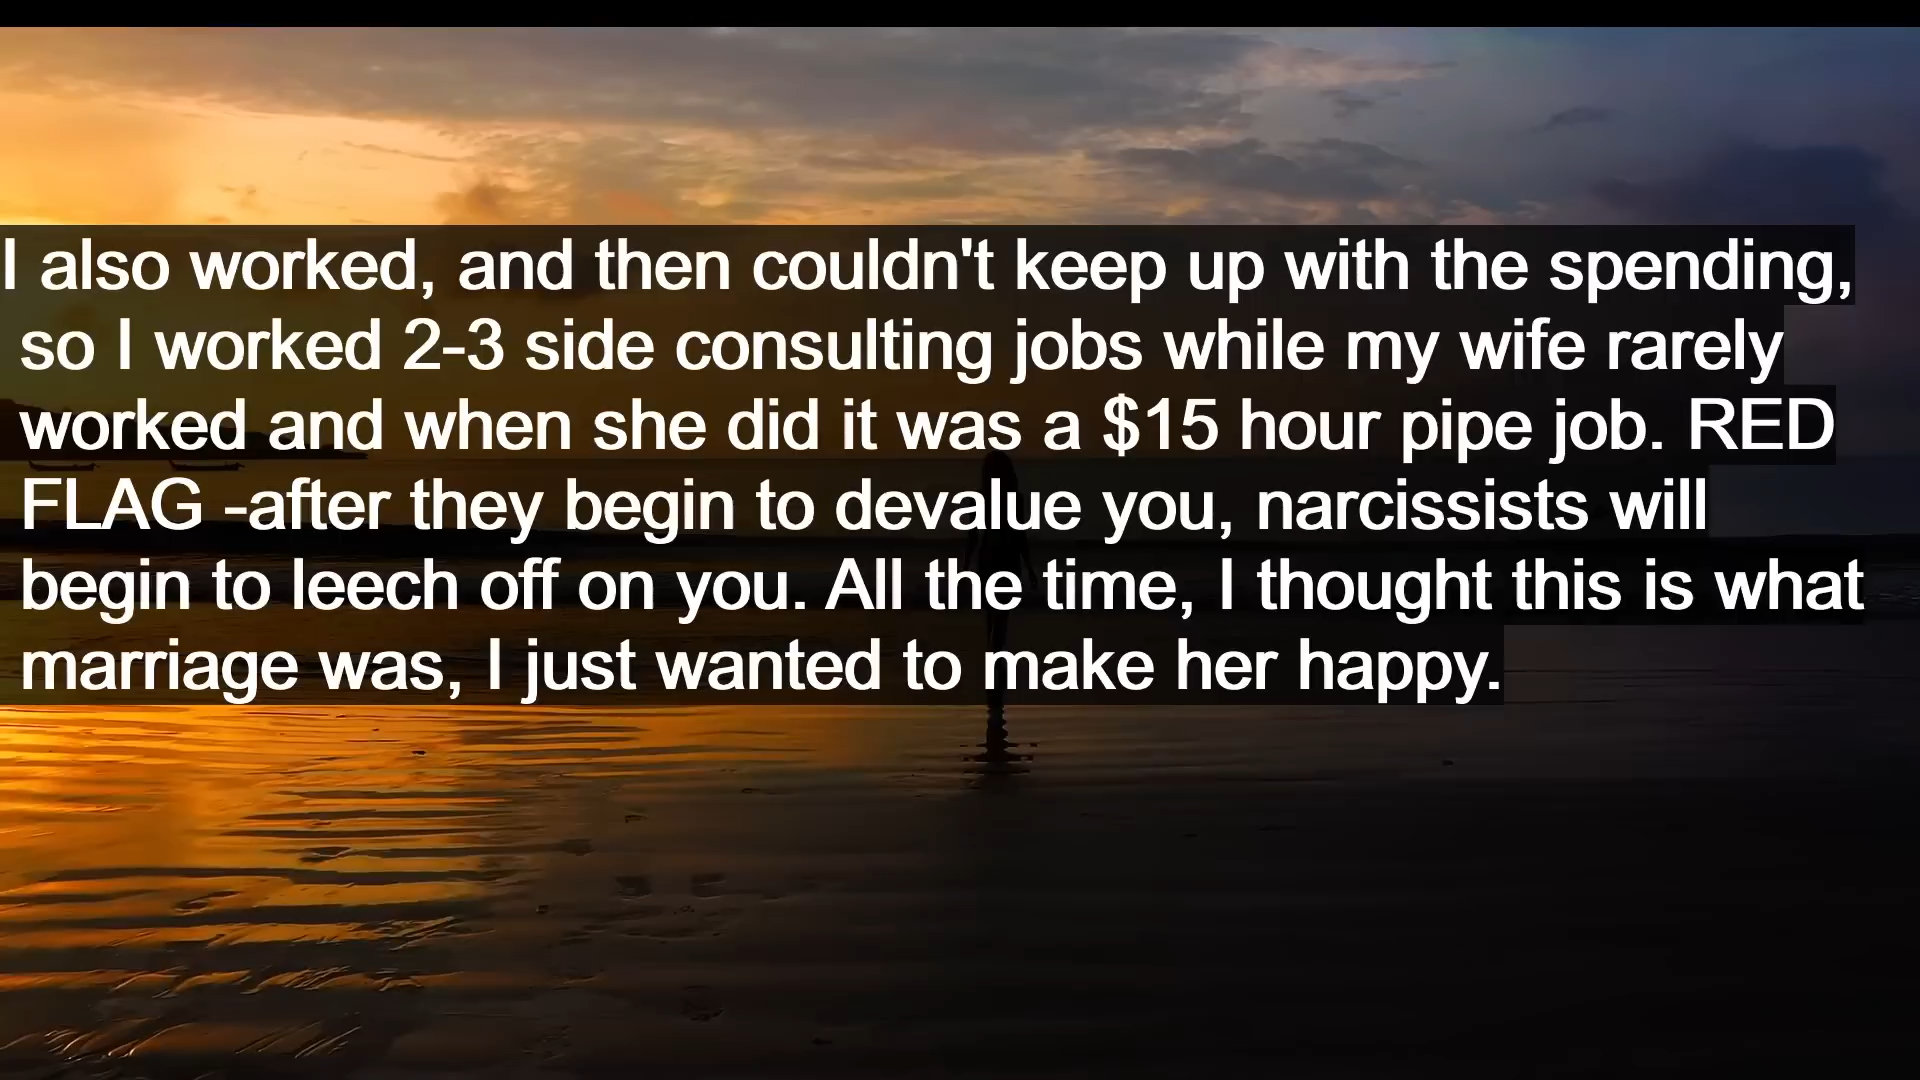 I also worked, and then couldn't keep up with the spending,
so I worked 2-3 side consulting jobs while my wife rarely
worked and when she did it was a $15 hour pipe job. RED
FLAG -after they begin to devalue you, narcissists will
begin to leech off on you. All the time, I thought this is what
marriage was, I just wanted to make her happy.